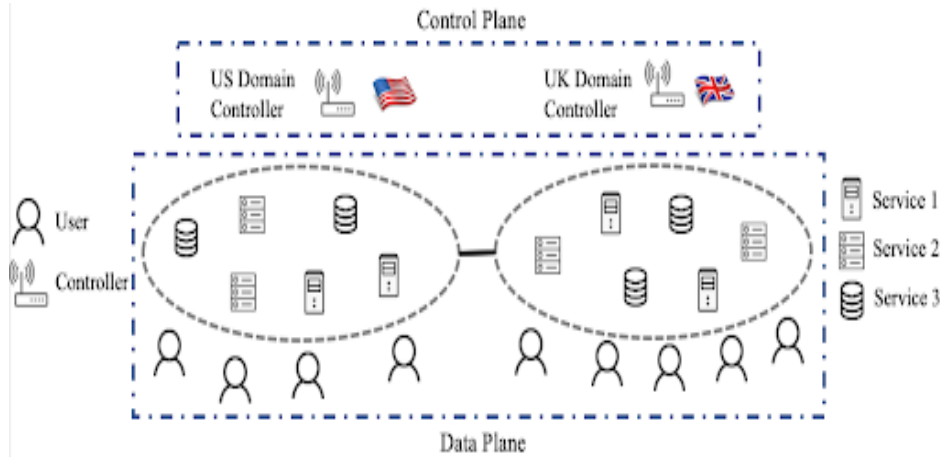 Control Plane
US Domain
Controller
UK Domain
Controller
User
Controller
Service 1
Service 2
Service 3
Data Plane